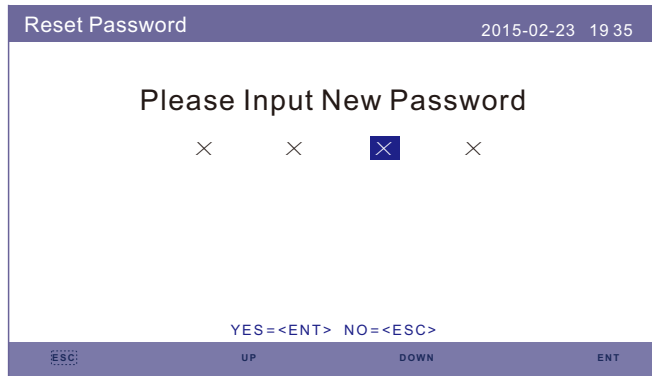 Reset Password 2015-02-23 19 35
Please Input New Password
× × × ×
YES=<ENT> NO=<ESC>
ESC UP DOWN ENT